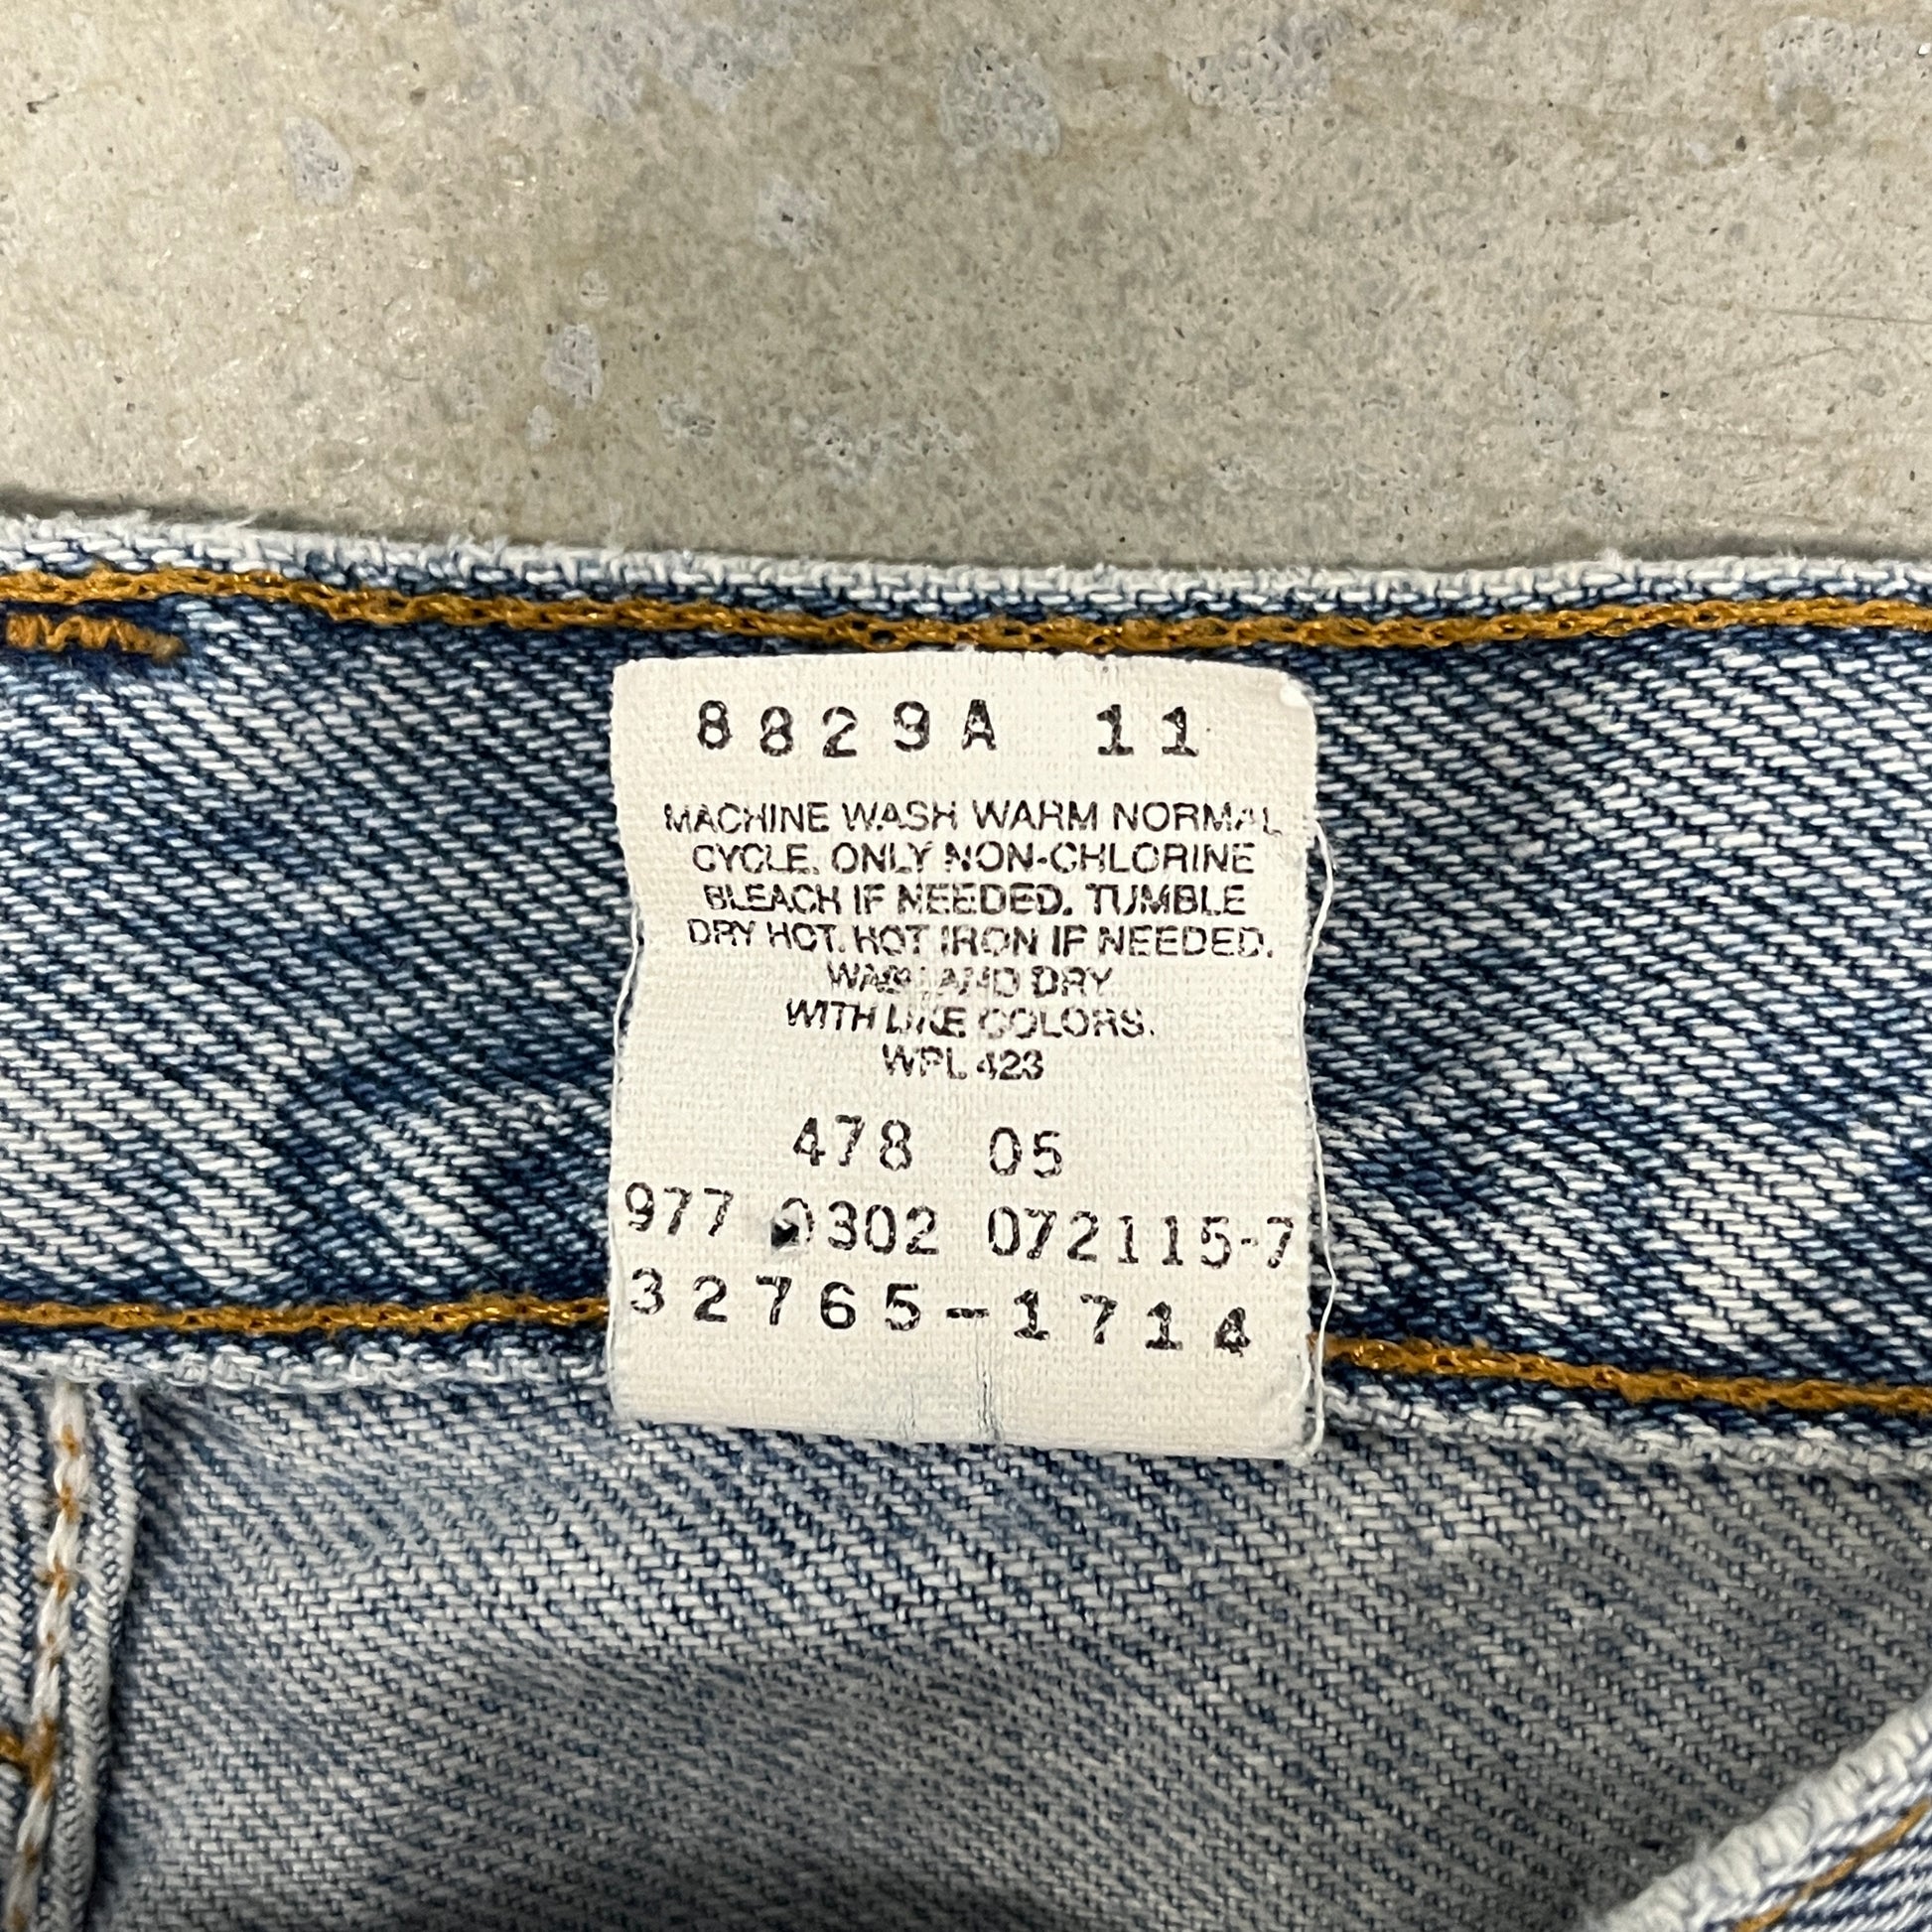 8829A 11
MACHINE WASH WARM NORMAL
CYCLE. ONLY NON-CHLORINE
BLEACH IF NEEDED. TUMBLE
DRY HOT. HOT IRON IF NEEDED.
WASH AND DRY
WITH LIKE COLORS.
WPL 423
478 05
977 0302 072115-7
32765-1714